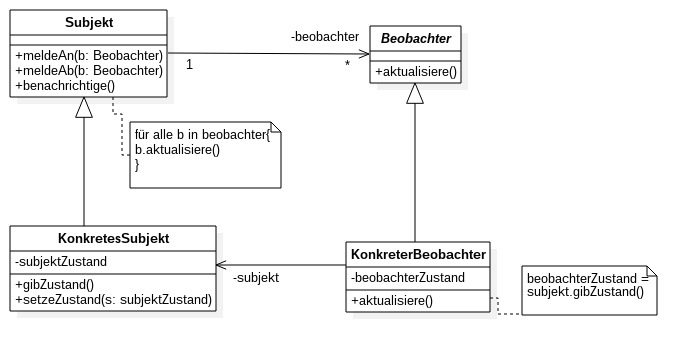 Subjekt
+meldeAn(b: Beobachter)
+meldeAb(b: Beobachter)
+benachrichtige()
-beobachter
1
*
Beobachter
+aktualisiere()
für alle b in beobachter{
b.aktualisiere()
}
KonkretesSubjekt
-subjektZustand
+gibZustand()
+setzeZustand(s: subjektZustand)
-subjekt
KonkreterBeobachter
-beobachterZustand
+aktualisiere()
beobachterZustand =
subjekt.gibZustand()